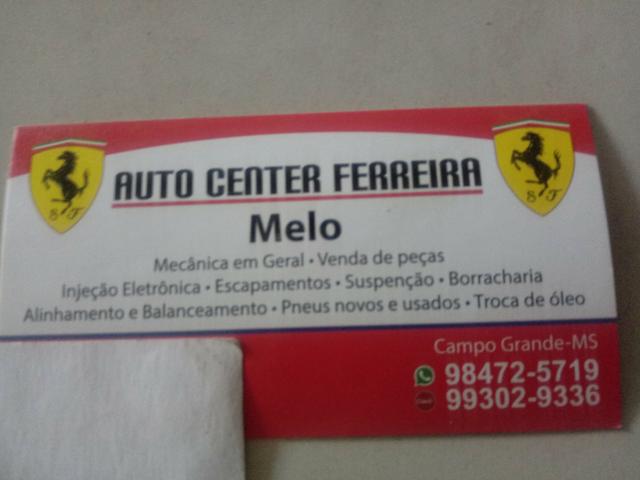 AUTO CENTER FERREIRA
Melo
Mecânica em Geral • Venda de peças
Injeção Eletrônica • Escapamentos • Suspenção • Borracharia
Alinhamento e Balanceamento • Pneus novos e usados • Troca de óleo
Campo Grande-MS
98472-5719
99302-9336